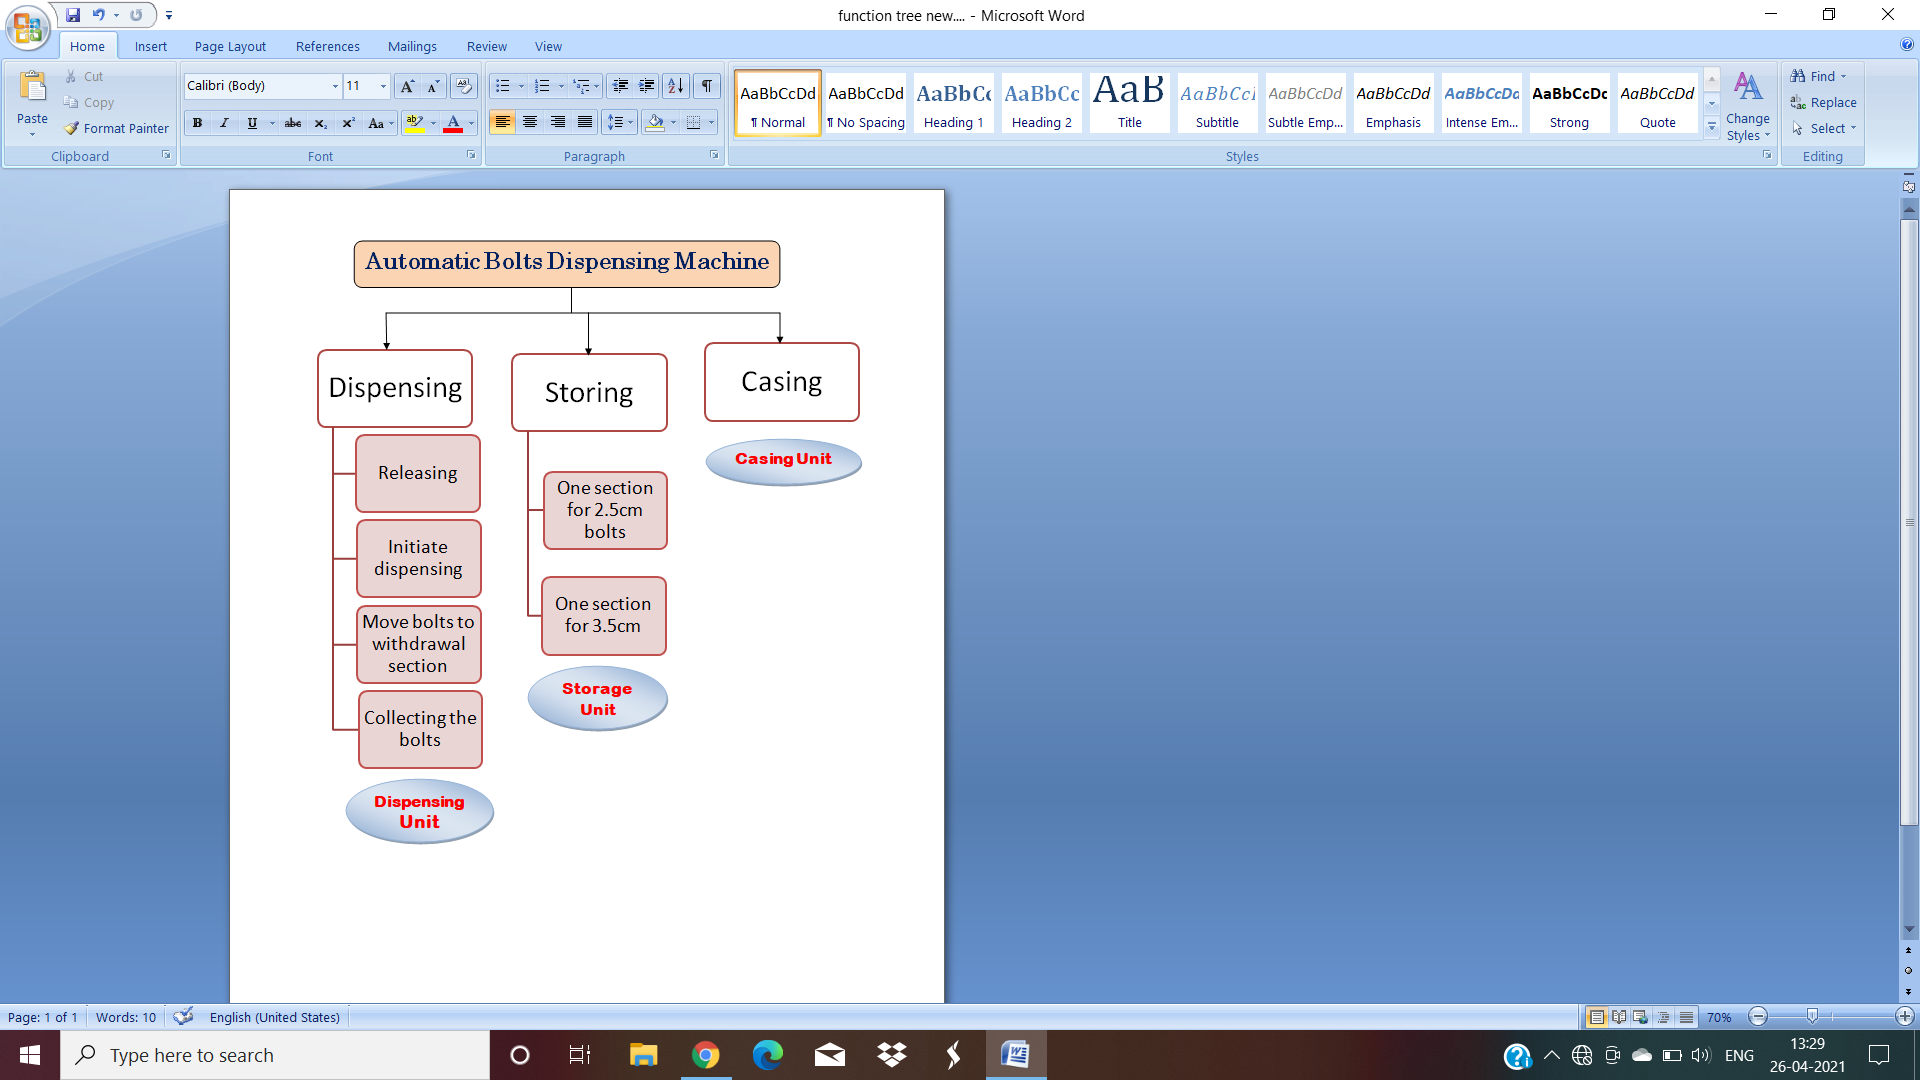 function tree new.... - Microsoft Word
Home Insert Page Layout References Mailings Review View
Paste
Cut
Copy
Format Painter
Clipboard
Calibri (Body) 11
B I U abc x₂ x² Aa
Font
Paragraph
AaBbCcDd AaBbCcDd AaBbCc AaBbCc AaB AaBbCcI AaBbCcDd AaBbCcDd AaBbCcDd AaBbCcDc AaBbCcDd
¶ Normal ¶ No Spacing Heading 1 Heading 2 Title Subtitle Subtle Emp... Emphasis Intense Em... Strong Quote
Change
Styles
Styles
Find
Replace
Select
Editing
Automatic Bolts Dispensing Machine
Dispensing
Releasing
Initiate
dispensing
Move bolts to
withdrawal
section
Collecting the
bolts
Dispensing
Unit
Storing
One section
for 2.5cm
bolts
One section
for 3.5cm
Storage
Unit
Casing
Casing Unit
Page: 1 of 1 Words: 10 English (United States) 70%
Type here to search
ENG
13:29
26-04-2021